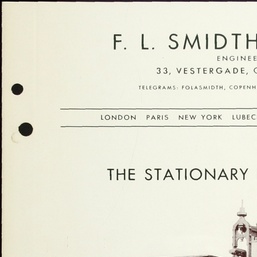 F. L. SMIDTH
ENGINEE
33, VESTERGADE, C
TELEGRAMS: FOLASMIDTH, COPENH
LONDON PARIS NEW YORK LUBEC
THE STATIONARY